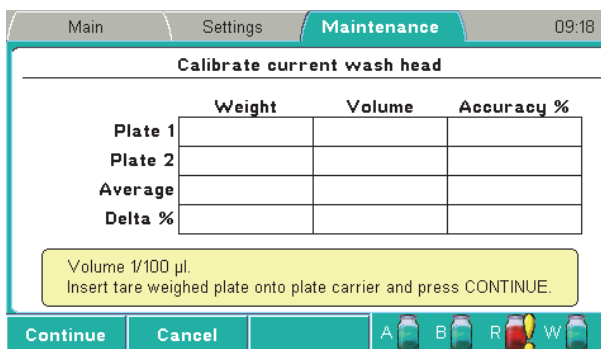 Main Settings Maintenance 09:18
Calibrate current wash head
Weight Volume Accuracy %
Plate 1
Plate 2
Average
Delta %
Volume 1/100 µl.
Insert tare weighed plate onto plate carrier and press CONTINUE.
Continue Cancel A B R W